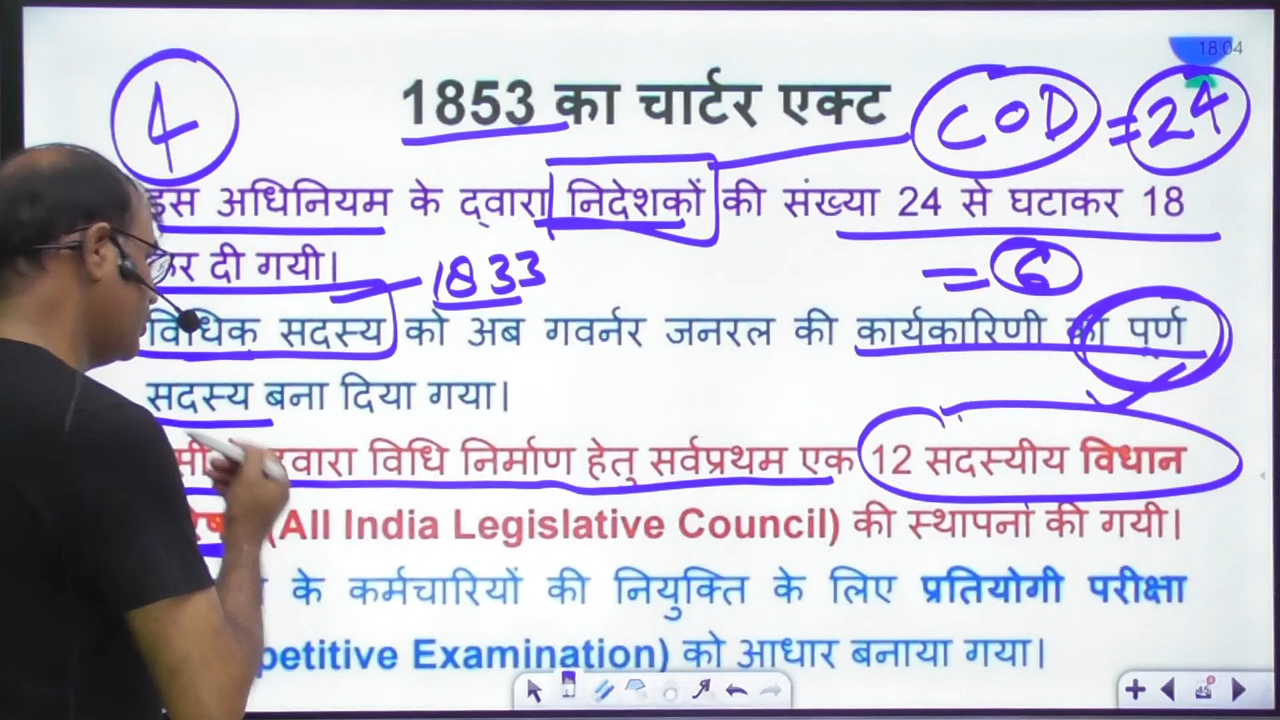 18:04
4
1853 का चार्टर एक्ट
COD = 24
इस अधिनियम के द्वारा निदेशकों की संख्या 24 से घटाकर 18
कर दी गयी।
1833
= 6
विधिक सदस्य को अब गवर्नर जनरल की कार्यकारिणी का पूर्ण
सदस्य बना दिया गया।
द्वारा विधि निर्माण हेतु सर्वप्रथम एक 12 सदस्यीय विधान
(All India Legislative Council) की स्थापना की गयी।
के कर्मचारियों की नियुक्ति के लिए प्रतियोगी परीक्षा
petitive Examination) को आधार बनाया गया।